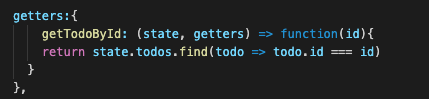 getters:{
getTodoById: (state, getters) => function(id){
return state.todos.find(todo => todo.id === id)
}
},